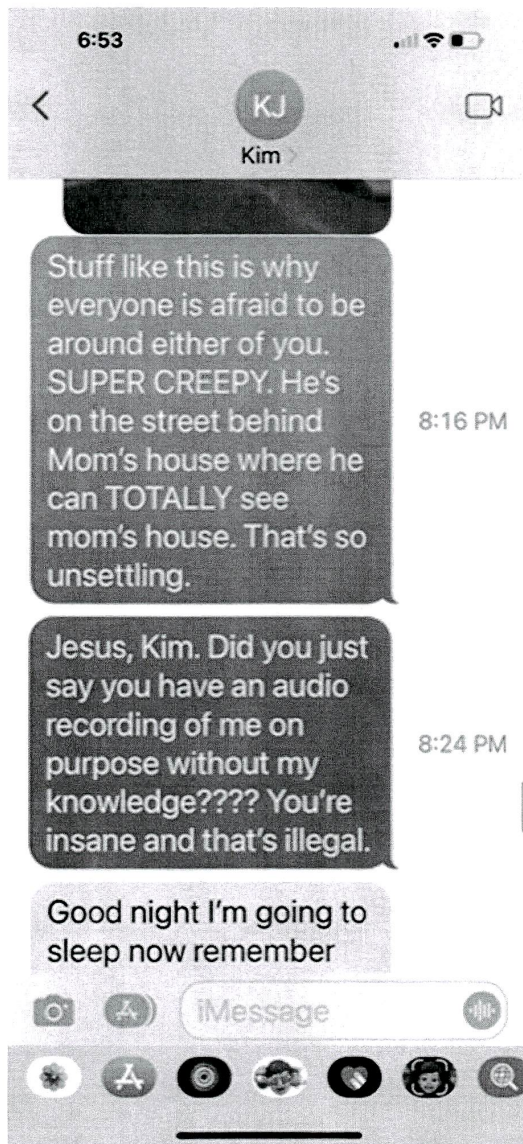 6:53
KJ
Kim
Stuff like this is why
everyone is afraid to be
around either of you.
SUPER CREEPY. He's
on the street behind
Mom's house where he
can TOTALLY see
mom's house. That's so
unsettling.
8:16 PM
Jesus, Kim. Did you just
say you have an audio
recording of me on
purpose without my
knowledge???? You're
insane and that's illegal.
8:24 PM
Good night I'm going to
sleep now remember
iMessage